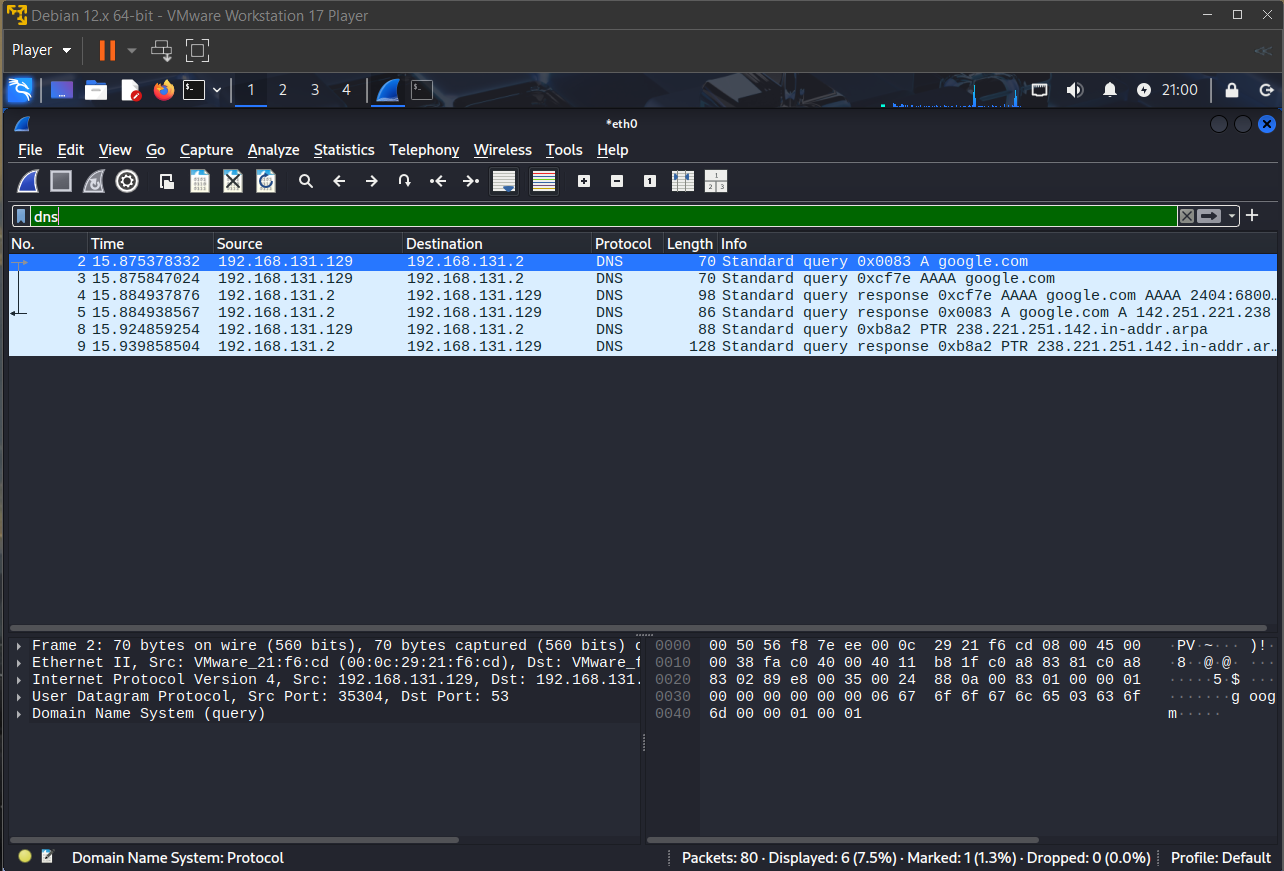 Debian 12.x 64-bit - VMware Workstation 17 Player
Player
1 2 3 4
21:00
*eth0
File Edit View Go Capture Analyze Statistics Telephony Wireless Tools Help
dns
No. Time Source Destination Protocol Length Info
2 15.875378332 192.168.131.129 192.168.131.2 DNS 70 Standard query 0x0083 A google.com
3 15.875847024 192.168.131.129 192.168.131.2 DNS 70 Standard query 0xcf7e AAAA google.com
4 15.884937876 192.168.131.2 192.168.131.129 DNS 98 Standard query response 0xcf7e AAAA google.com AAAA 2404:6800…
5 15.884938567 192.168.131.2 192.168.131.129 DNS 86 Standard query response 0x0083 A google.com A 142.251.221.238
8 15.924859254 192.168.131.129 192.168.131.2 DNS 88 Standard query 0xb8a2 PTR 238.221.251.142.in-addr.arpa
9 15.939858504 192.168.131.2 192.168.131.129 DNS 128 Standard query response 0xb8a2 PTR 238.221.251.142.in-addr.ar…
Frame 2: 70 bytes on wire (560 bits), 70 bytes captured (560 bits) o
Ethernet II, Src: VMware_21:f6:cd (00:0c:29:21:f6:cd), Dst: VMware_f
Internet Protocol Version 4, Src: 192.168.131.129, Dst: 192.168.131.
User Datagram Protocol, Src Port: 35304, Dst Port: 53
Domain Name System (query)
0000 00 50 56 f8 7e ee 00 0c 29 21 f6 cd 08 00 45 00 ·PV·~··· )!·
0010 00 38 fa c0 40 00 40 11 b8 1f c0 a8 83 81 c0 a8 ·8··@·@· ····
0020 83 02 89 e8 00 35 00 24 88 0a 00 83 01 00 00 01 ·····5·$ ····
0030 00 00 00 00 00 00 06 67 6f 6f 67 6c 65 03 63 6f ·······g oog
0040 6d 00 00 01 00 01 m·····
Domain Name System: Protocol
Packets: 80 · Displayed: 6 (7.5%) · Marked: 1 (1.3%) · Dropped: 0 (0.0%)
Profile: Default